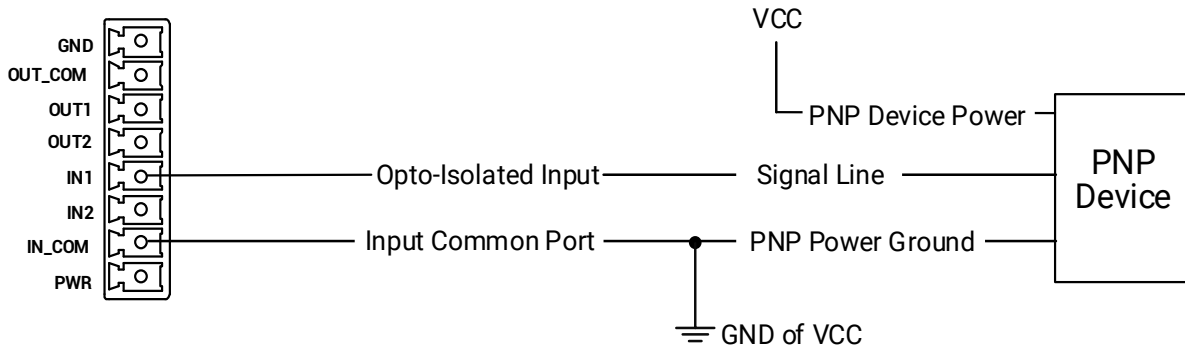 VCC
GND
OUT_COM
OUT1
OUT2
IN1
IN2
IN_COM
PWR
PNP Device Power
Opto-Isolated Input
Signal Line
Input Common Port
PNP Power Ground
PNP
Device
GND of VCC